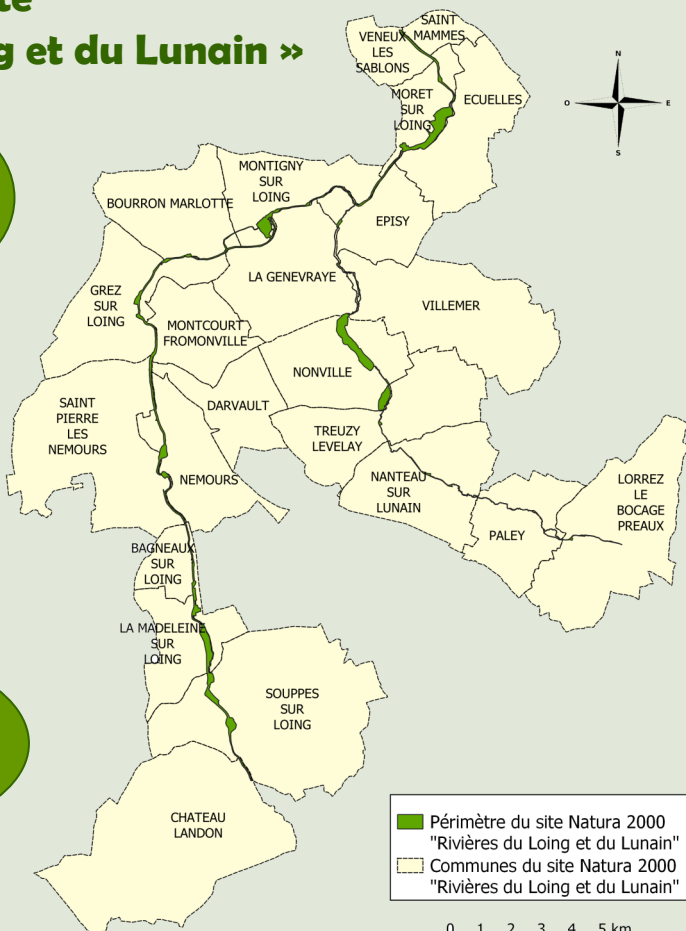 g et du Lunain »
SAINT
MAMMES
VENEUX
LES
SABLONS
MORET
SUR
LOING
ECUELLES
N
O
E
S
MONTIGNY
SUR
LOING
BOURRON MARLOTTE
EPISY
LA GENEVRAYE
GREZ
SUR
LOING
VILLEMER
MONTCOURT
FROMONVILLE
NONVILLE
SAINT
PIERRE
LES
NEMOURS
DARVAULT
TREUZY
LEVELAY
NEMOURS
NANTEAU
SUR
LUNAIN
LORREZ
LE
BOCAGE
PREAUX
PALEY
BAGNEAUX
SUR
LOING
LA MADELEINE
SUR
LOING
SOUPPES
SUR
LOING
CHATEAU
LANDON
Périmètre du site Natura 2000
"Rivières du Loing et du Lunain"
Communes du site Natura 2000
"Rivières du Loing et du Lunain"
0 1 2 3 4 5 km